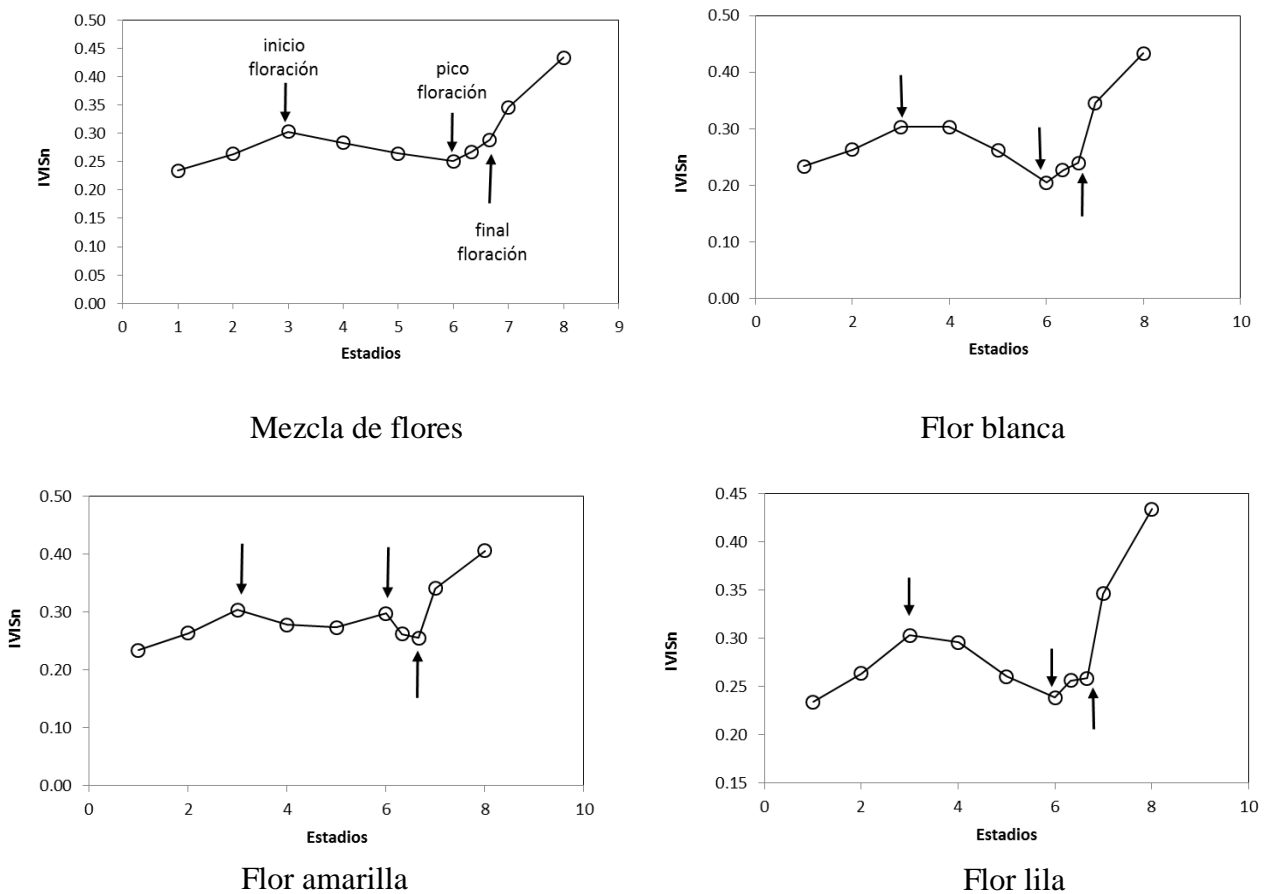 0.50
0.45
0.40
0.35
0.30
0.25
0.20
0.15
0.10
0.05
0.00
IVISn
inicio
floración
pico
floración
final
floración
0 1 2 3 4 5 6 7 8 9
Estadios
Mezcla de flores
0.50
0.40
0.30
0.20
0.10
0.00
IVISn
0 2 4 6 8 10
Estadios
Flor blanca
0.50
0.40
0.30
0.20
0.10
0.00
IVISn
0 2 4 6 8 10
Estadios
Flor amarilla
0.45
0.40
0.35
0.30
0.25
0.20
0.15
IVISn
0 2 4 6 8 10
Estadios
Flor lila